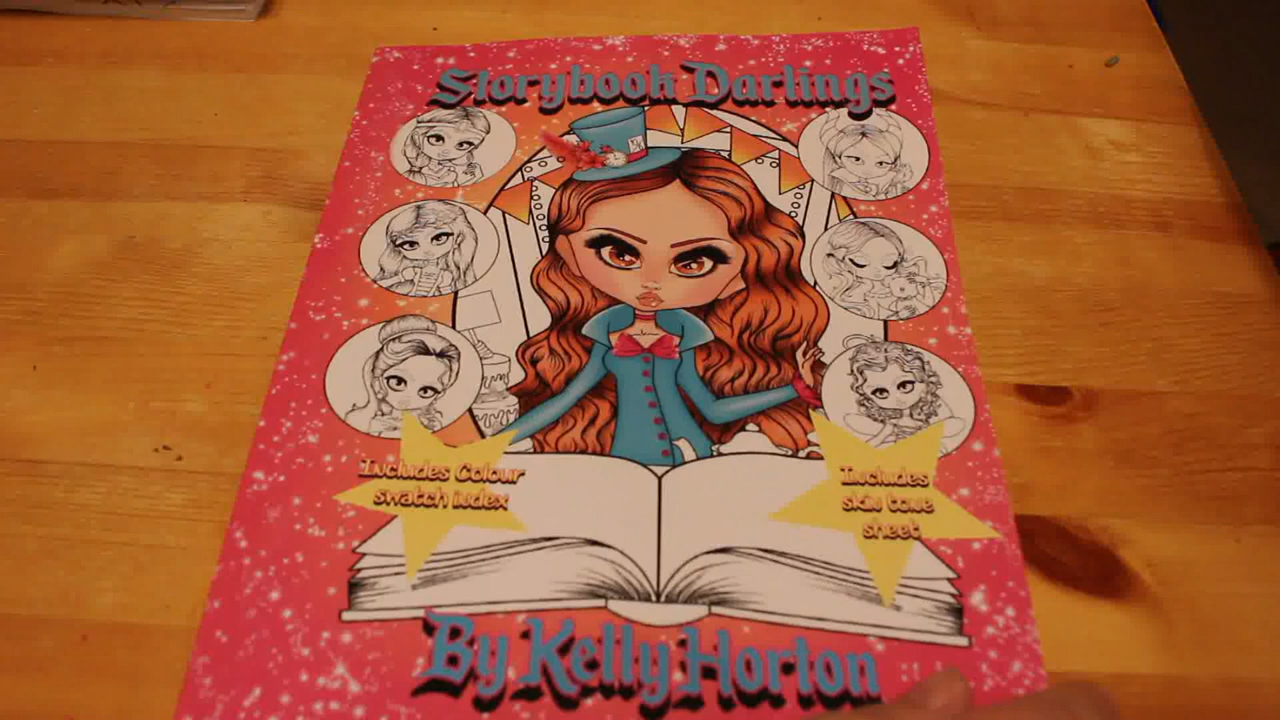 Storybook Darlings
Includes Colour
swatch index
Includes
skin tone
sheet
By Kelly Horton